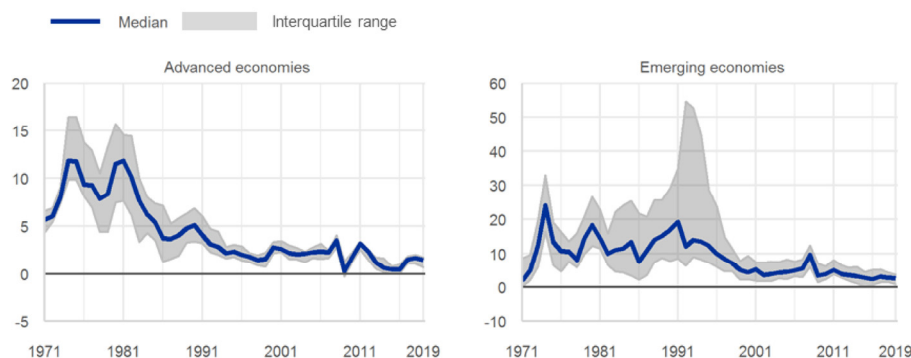 Median Interquartile range
Advanced economies
20
15
10
5
0
-5
1971 1981 1991 2001 2011 2019
Emerging economies
60
50
40
30
20
10
0
-10
1971 1981 1991 2001 2011 2019